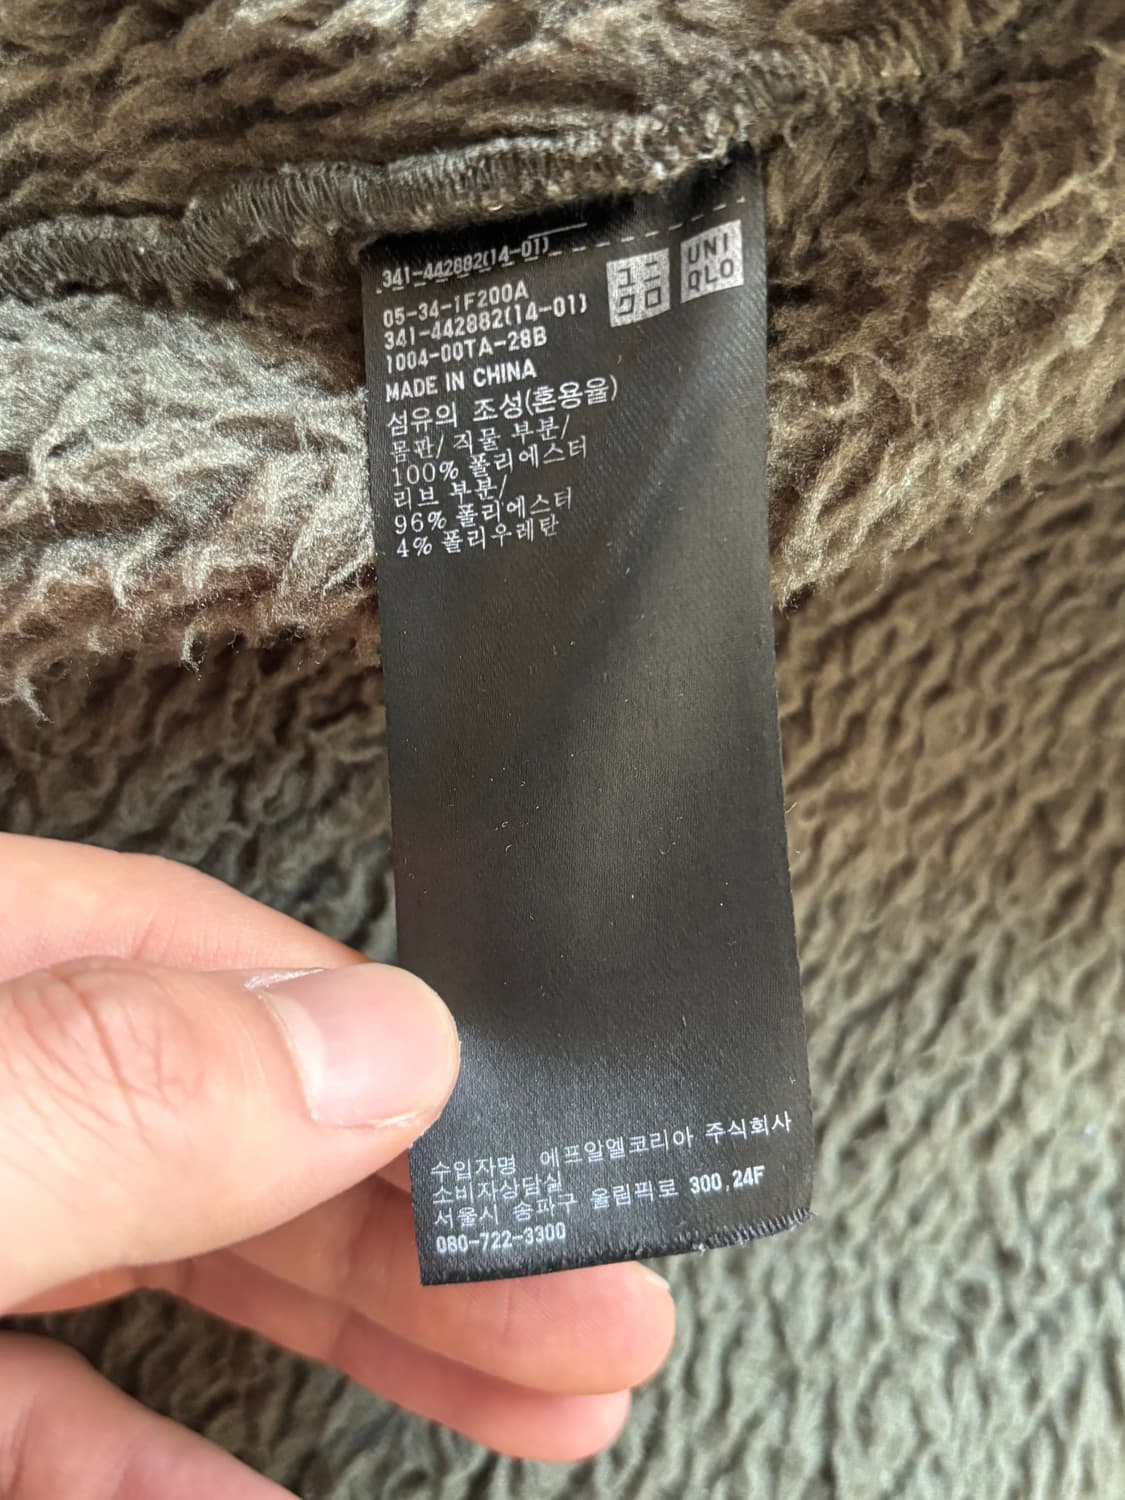 341-442882(14-01)
05-34-1F200A
341-442882(14-01)
1004-00TA-28B
MADE IN CHINA
섬유의 조성(혼용율)
몸판/ 직물 부분/
100% 폴리에스터
리브 부분/
96% 폴리에스터
4% 폴리우레탄
ユニ
クロ
UNI
QLO
수입자명 에프알엘코리아 주식회사
소비자상담실
서울시 송파구 올림픽로 300,24F
080-722-3300